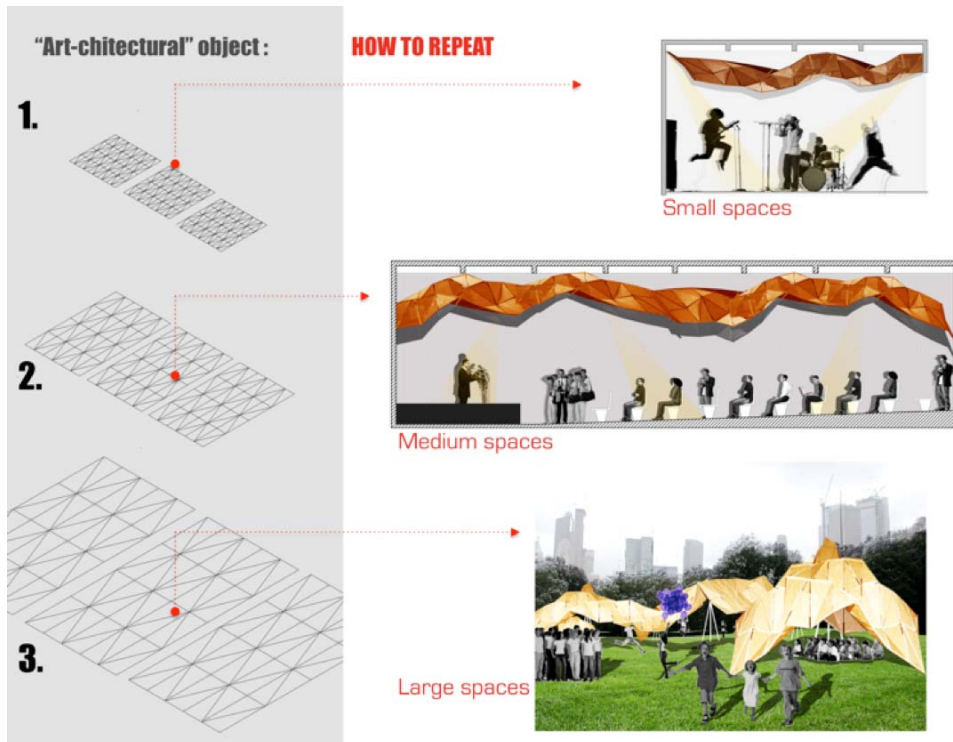 “Art-chitectural” object :
HOW TO REPEAT
1.
Small spaces
2.
Medium spaces
3.
Large spaces